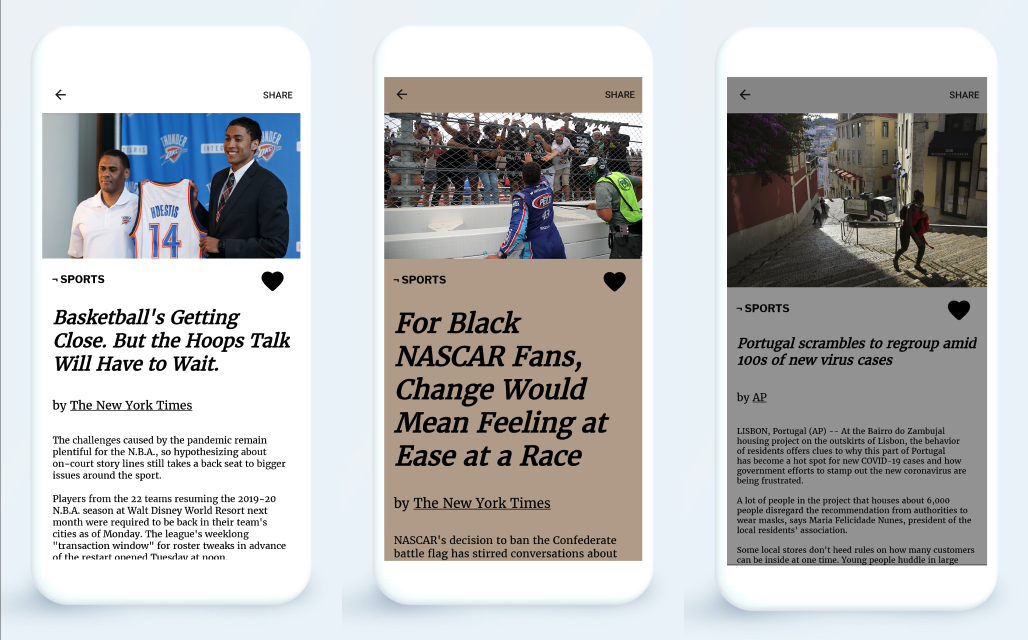 SHARE
THUNDER
THUNDER
INTE
HUESTIS
14
¬ SPORTS
Basketball's Getting
Close. But the Hoops Talk
Will Have to Wait.
by The New York Times
The challenges caused by the pandemic remain
plentiful for the N.B.A., so hypothesizing about
on-court story lines still takes a back seat to bigger
issues around the sport.
Players from the 22 teams resuming the 2019-20
N.B.A. season at Walt Disney World Resort next
month were required to be back in their team's
cities as of Monday. The league's weeklong
"transaction window" for roster tweaks in advance
of the restart opened Tuesday at noon.
SHARE
PETTY
43
¬ SPORTS
For Black
NASCAR Fans,
Change Would
Mean Feeling at
Ease at a Race
by The New York Times
NASCAR's decision to ban the Confederate
battle flag has stirred conversations about
SHARE
¬ SPORTS
Portugal scrambles to regroup amid
100s of new virus cases
by AP
LISBON, Portugal (AP) -- At the Bairro do Zambujal
housing project on the outskirts of Lisbon, the behavior
of residents offers clues to why this part of Portugal
has become a hot spot for new COVID-19 cases and how
government efforts to stamp out the new coronavirus are
being frustrated.
A lot of people in the project that houses about 6,000
people disregard the recommendation from authorities to
wear masks, says Maria Felicidade Nunes, president of the
local residents' association.
Some local stores don't heed rules on how many customers
can be inside at one time. Young people huddle in large